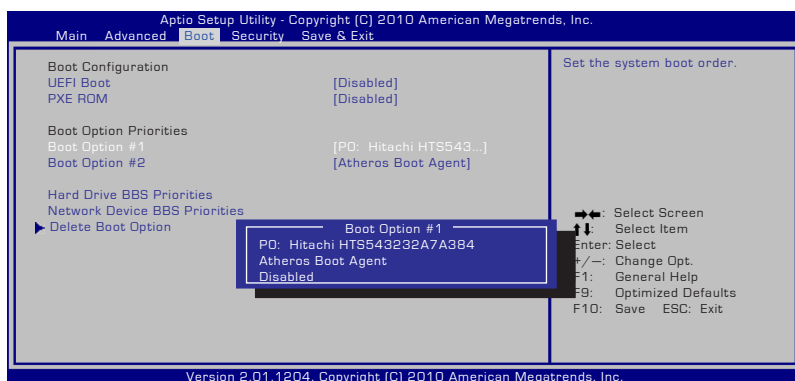 Aptio Setup Utility - Copyright (C) 2010 American Megatrends, Inc.
Main Advanced Boot Security Save & Exit
Boot Configuration
UEFI Boot [Disabled]
PXE ROM [Disabled]
Boot Option Priorities
Boot Option #1 [P0: Hitachi HTS543...]
Boot Option #2 [Atheros Boot Agent]
Hard Drive BBS Priorities
Network Device BBS Priorities
Delete Boot Option
Boot Option #1
P0: Hitachi HTS543232A7A384
Atheros Boot Agent
Disabled
Set the system boot order.
→←: Select Screen
↑↓: Select Item
Enter: Select
+/—: Change Opt.
F1: General Help
F9: Optimized Defaults
F10: Save ESC: Exit
Version 2.01.1204. Copyright (C) 2010 American Megatrends, Inc.